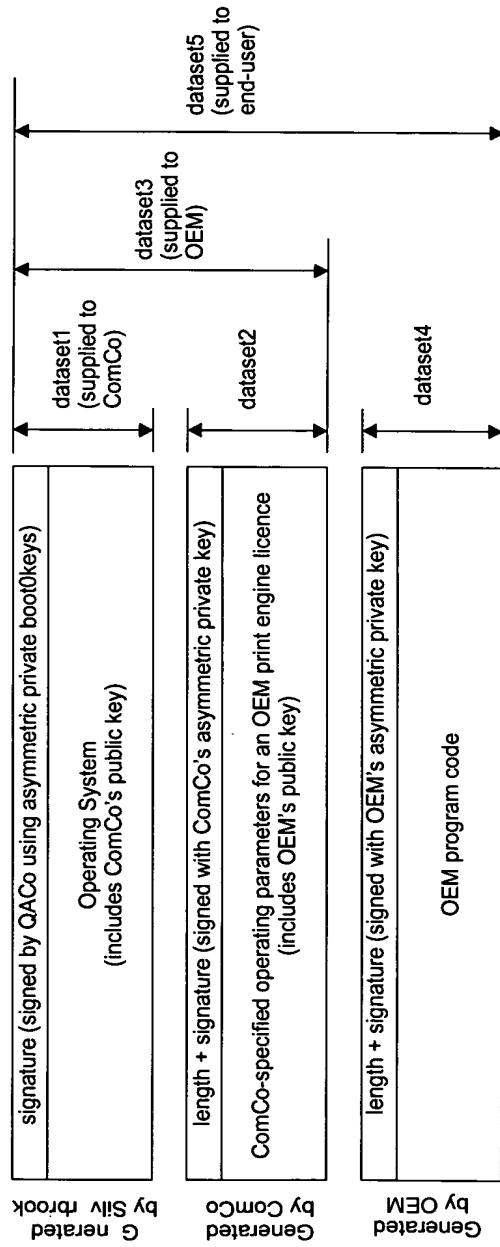 signature (signed by QACo using asymmetric private boot0keys)
Operating System
(includes ComCo's public key)
length + signature (signed with ComCo's asymmetric private key)
ComCo-specified operating parameters for an OEM print engine licence
(includes OEM's public key)
length + signature (signed with OEM's asymmetric private key)
OEM program code
G nerated
by Silv rbrook
Generated
by ComCo
Generated
by OEM
dataset1
(supplied to
ComCo)
dataset2
dataset4
dataset3
(supplied to
OEM)
dataset5
(supplied to
end-user)